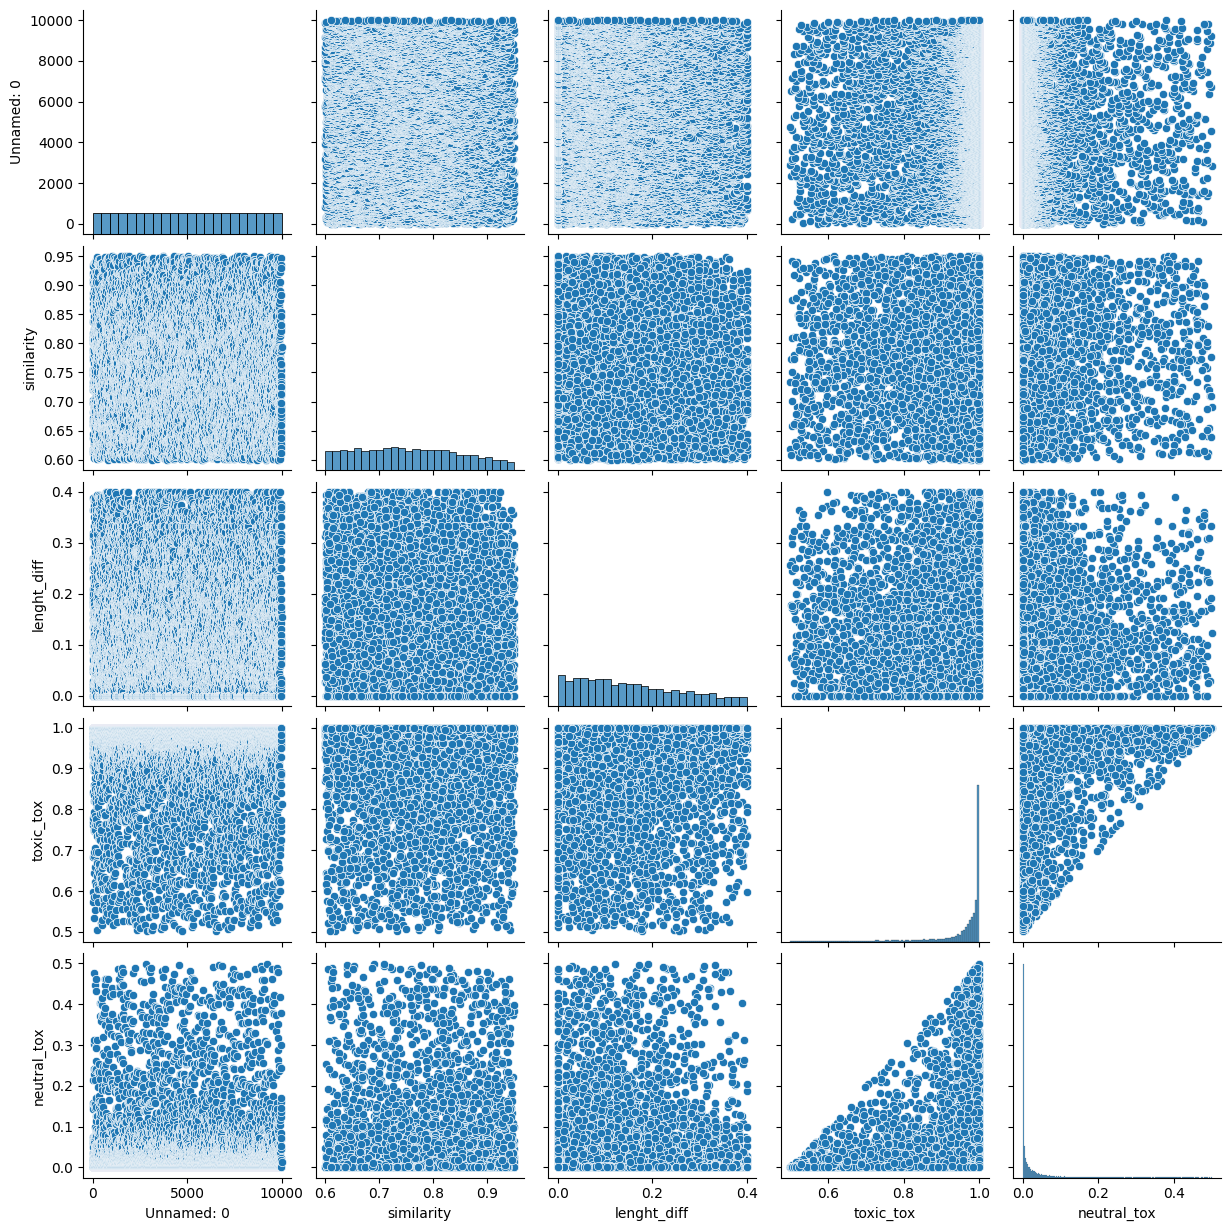 10000
8000
6000
4000
2000
0
Unnamed: 0
0.95
0.90
0.85
0.80
0.75
0.70
0.65
0.60
similarity
0.4
0.3
0.2
0.1
0.0
lenght_diff
1.0
0.9
0.8
0.7
0.6
0.5
toxic_tox
0.5
0.4
0.3
0.2
0.1
0.0
neutral_tox
0 5000 10000
0.6 0.7 0.8 0.9
0.0 0.2 0.4
0.6 0.8 1.0
0.0 0.2 0.4
Unnamed: 0
similarity
lenght_diff
toxic_tox
neutral_tox